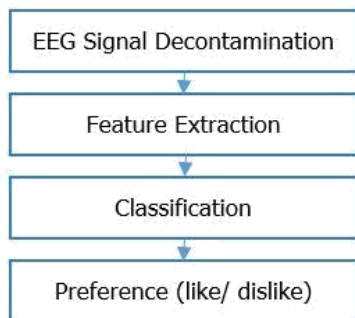 EEG Signal Decontamination
Feature Extraction
Classification
Preference (like/ dislike)